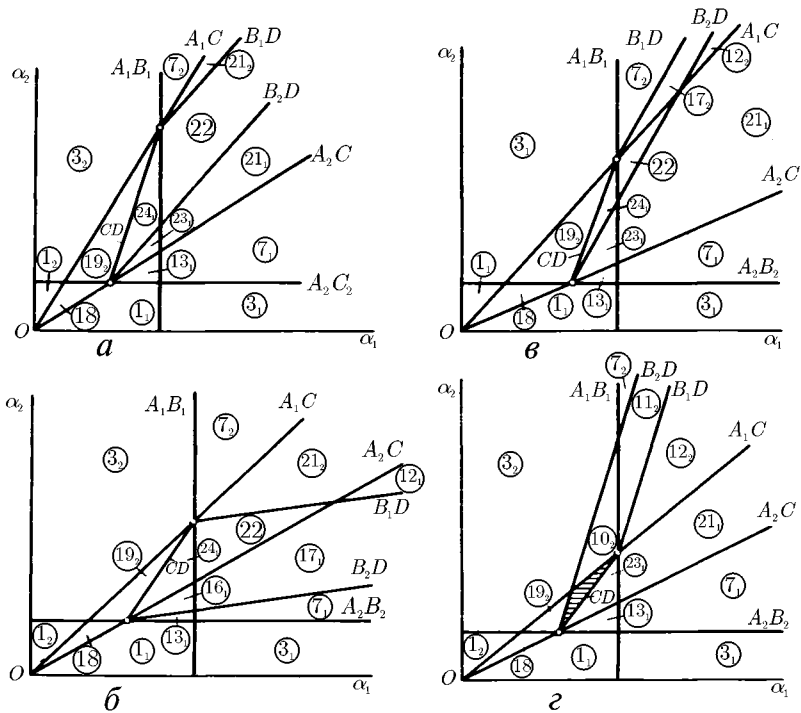 α₂
A₁B₁
7₂
A₁C
B₁D
21₂
22
B₂D
3₂
21₁
A₂C
24₁
23₁
CD
1₂
19₂
13₁
7₁
A₂C₂
18
1₁
3₁
O
а
α₁
α₂
A₁B₁
B₁D
7₂
B₂D
A₁C
12₂
17₂
3₁
21₁
22
A₂C
24₁
19₂
23₁
CD
1₁
7₁
A₂B₂
18
1₁
13₁
3₁
O
в
α₁
α₂
A₁B₁
A₁C
7₂
3₂
21₂
A₂C
12₁
B₁D
22
19₂
24₁
CD
17₁
B₂D
16₁
7₁
A₂B₂
1₂
18
1₁
13₁
3₁
O
б
α₁
α₂
A₁B₁
7₂
B₂D
B₁D
11₂
A₁C
3₂
12₂
A₂C
10₂
21₁
23₁
19₂
CD
7₁
13₁
A₂B₂
1₂
18
1₁
3₁
O
г
α₁